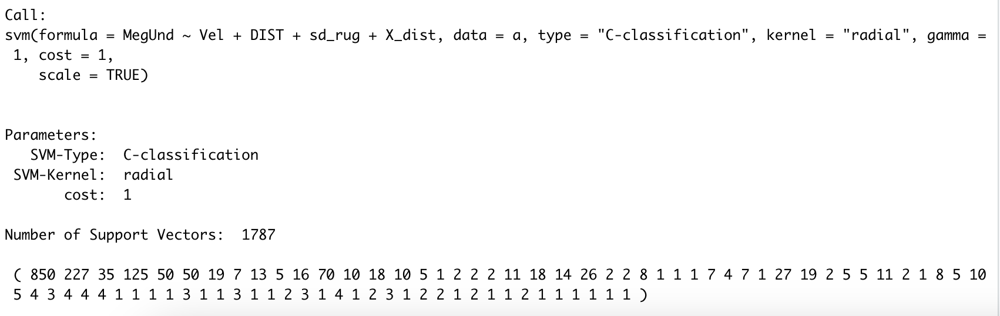 Call:
svm(formula = MegUnd ~ Vel + DIST + sd_rug + X_dist, data = a, type = "C-classification", kernel = "radial", gamma =
 1, cost = 1,
    scale = TRUE)
Parameters:
   SVM-Type:  C-classification
 SVM-Kernel:  radial
       cost:  1
Number of Support Vectors:  1787
 ( 850 227 35 125 50 50 19 7 13 5 16 70 10 18 10 5 1 2 2 2 11 18 14 26 2 2 8 1 1 1 7 4 7 1 27 19 2 5 5 11 2 1 8 5 10
 5 4 3 4 4 4 1 1 1 1 3 1 1 3 1 1 2 3 1 4 1 2 3 1 2 2 1 2 1 1 2 1 1 1 1 1 1 )